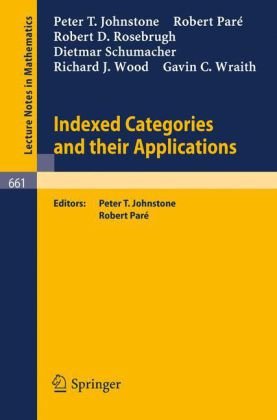 Peter T. Johnstone Robert Paré
Robert D. Rosebrugh
Dietmar Schumacher
Richard J. Wood Gavin C. Wraith
Lecture Notes in Mathematics
661
Indexed Categories
and their Applications
Editors: Peter T. Johnstone
Robert Paré
Springer